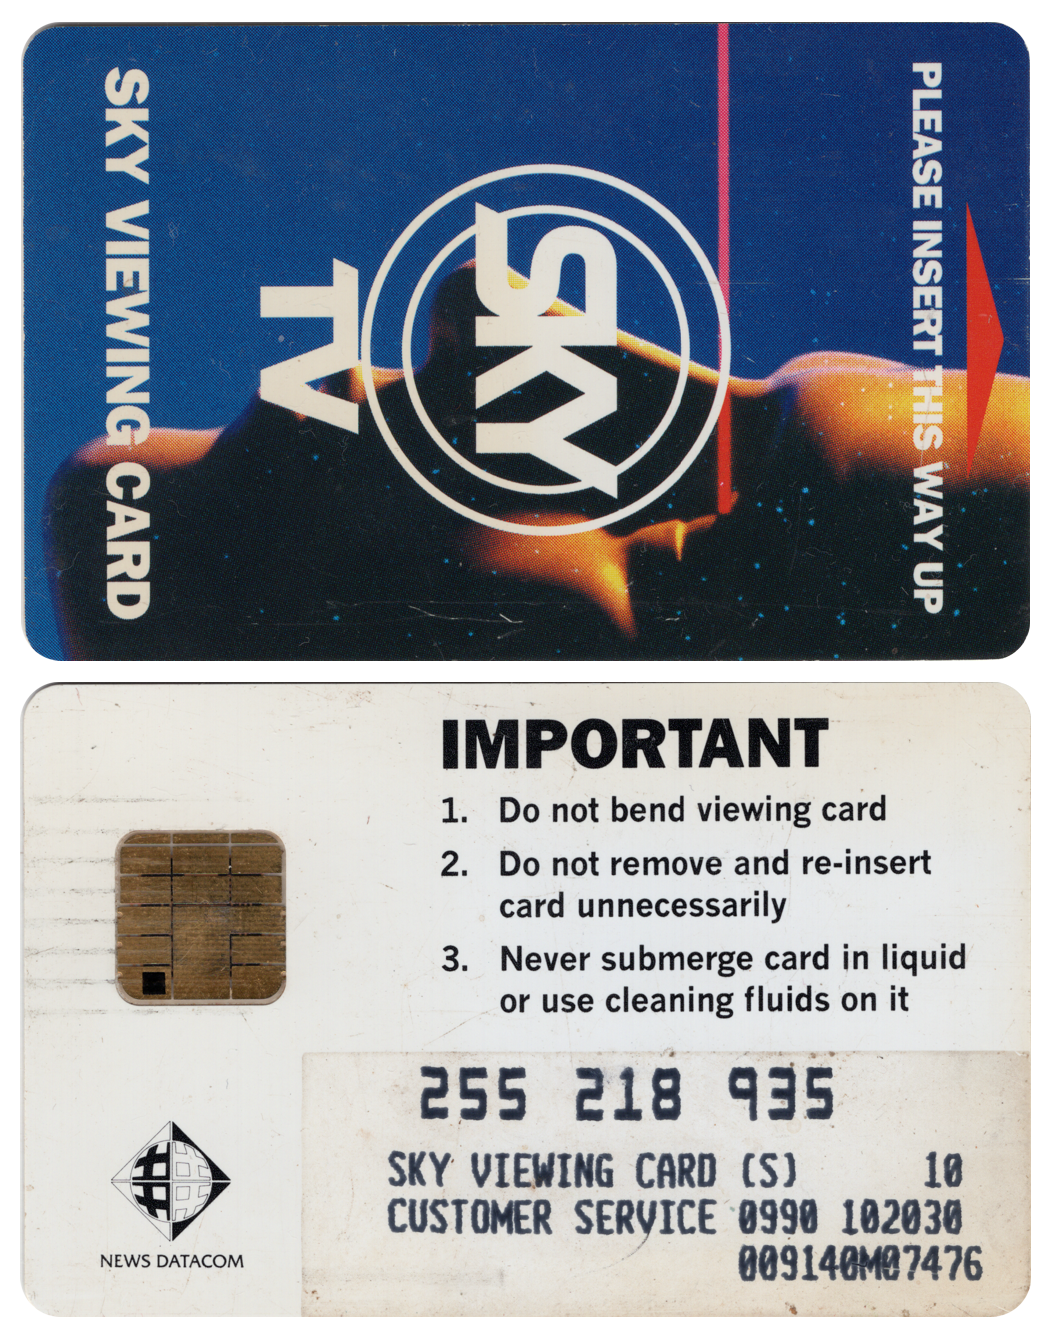 SKY VIEWING CARD
SKY
TV
PLEASE INSERT THIS WAY UP
IMPORTANT
1. Do not bend viewing card
2. Do not remove and re-insert
card unnecessarily
3. Never submerge card in liquid
or use cleaning fluids on it
255 218 935
SKY VIEWING CARD (S) 10
CUSTOMER SERVICE 0990 102030
009140M07476
NEWS DATACOM